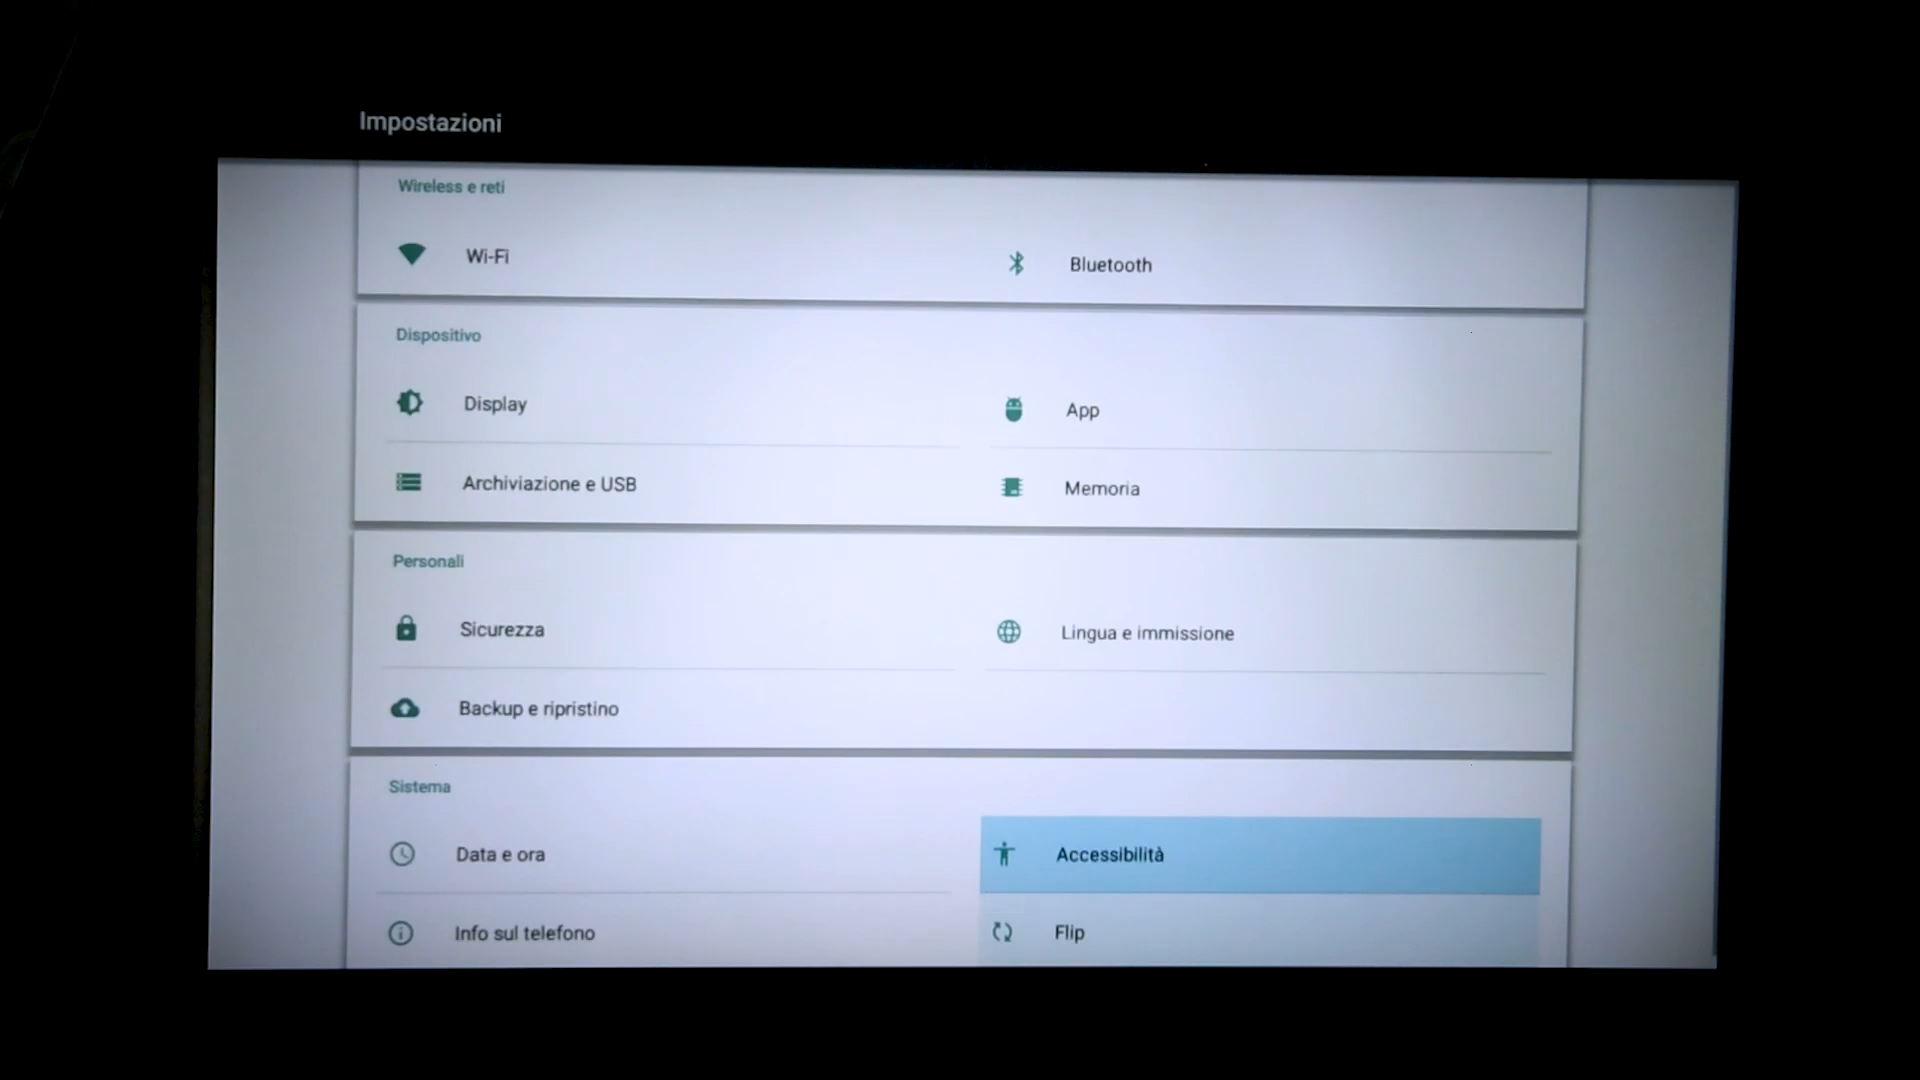 Impostazioni
Wireless e reti
Wi-Fi
Bluetooth
Dispositivo
Display
App
Archiviazione e USB
Memoria
Personali
Sicurezza
Lingua e immissione
Backup e ripristino
Sistema
Data e ora
Accessibilità
Info sul telefono
Flip